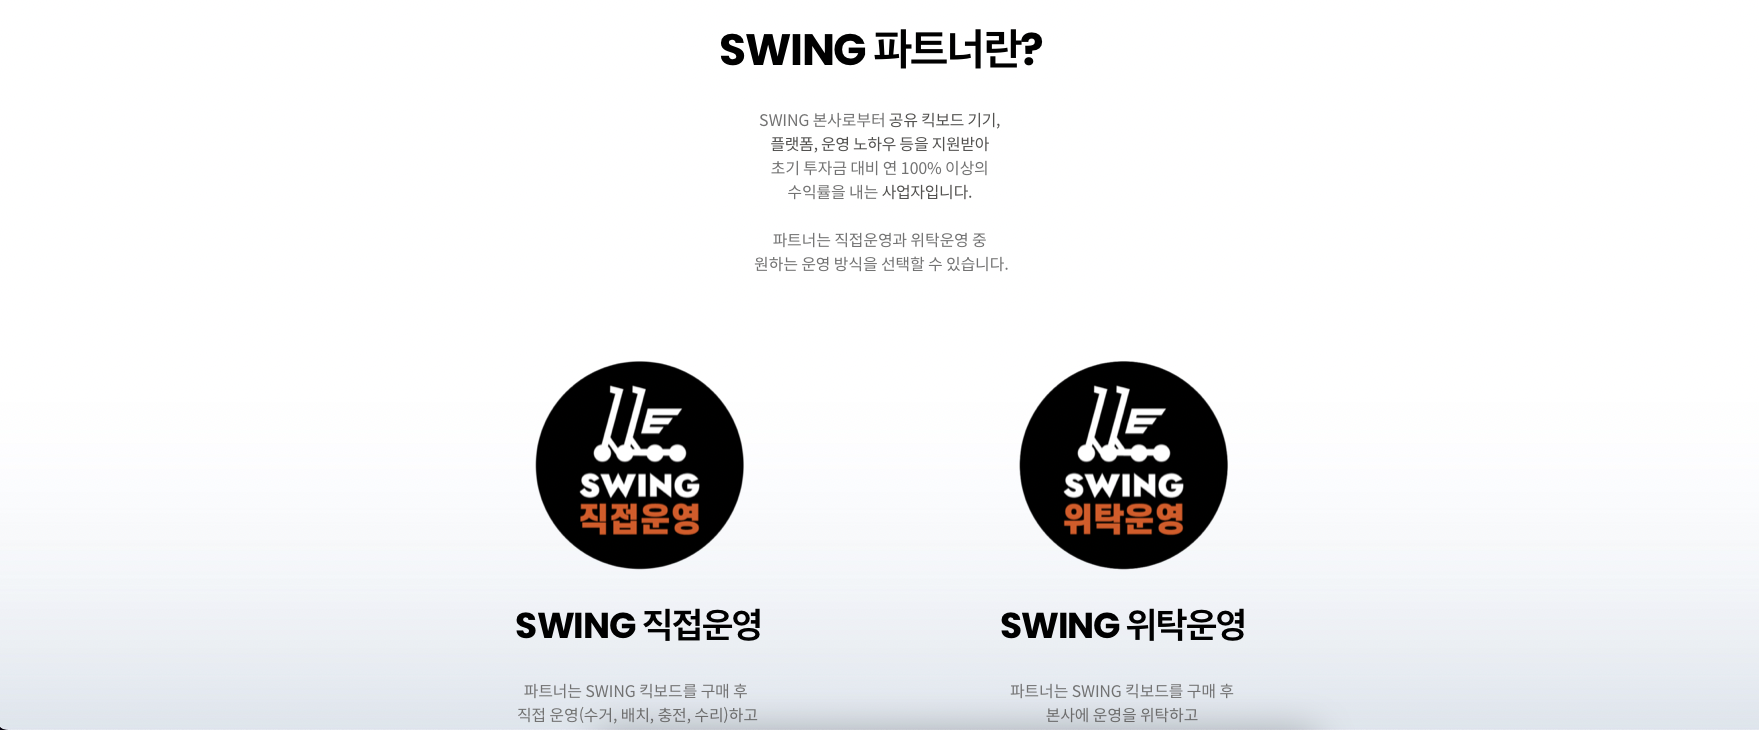 SWING 파트너란?
SWING 본사로부터 공유 킥보드 기기,
플랫폼, 운영 노하우 등을 지원받아
초기 투자금 대비 연 100% 이상의
수익률을 내는 사업자입니다.
파트너는 직접운영과 위탁운영 중
원하는 운영 방식을 선택할 수 있습니다.
SWING
직접운영
SWING
위탁운영
SWING 직접운영
SWING 위탁운영
파트너는 SWING 킥보드를 구매 후
직접 운영(수거, 배치, 충전, 수리)하고
파트너는 SWING 킥보드를 구매 후
본사에 운영을 위탁하고